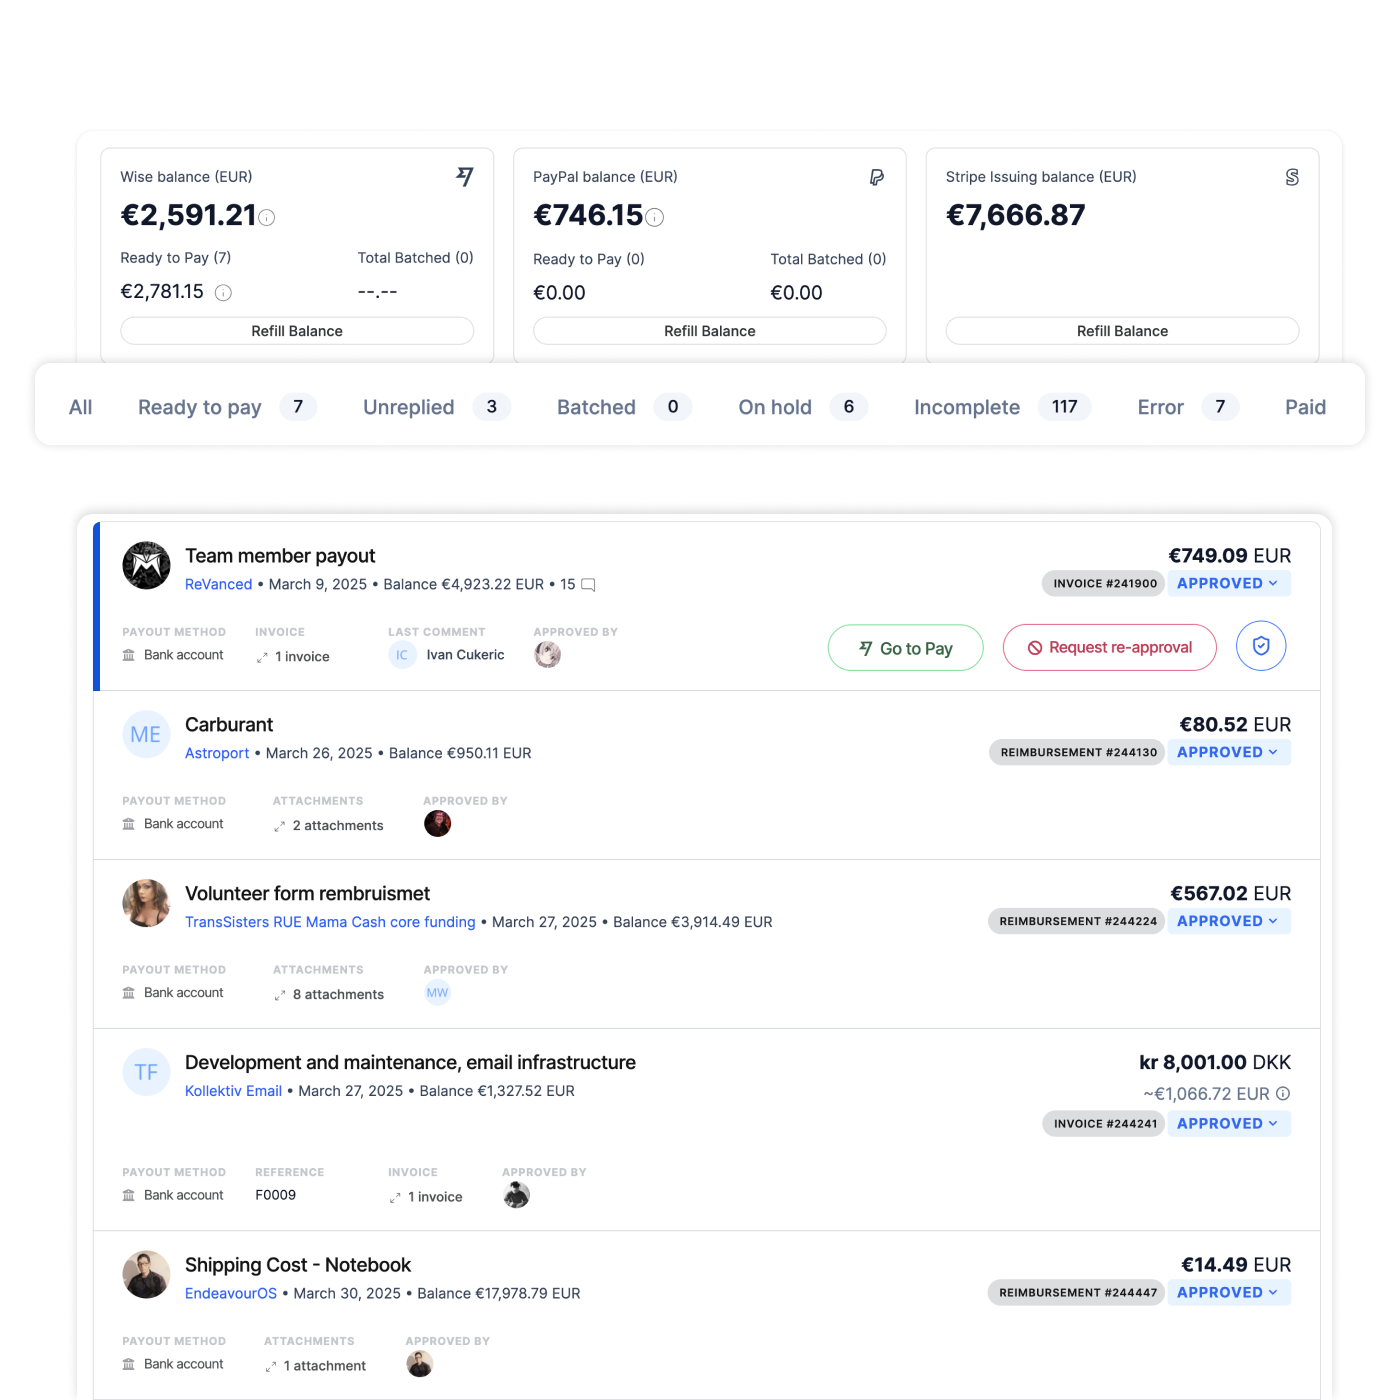 Wise balance (EUR)
€2,591.21
Ready to Pay (7) Total Batched (0)
€2,781.15 --.--
Refill Balance
PayPal balance (EUR)
€746.15
Ready to Pay (0) Total Batched (0)
€0.00 €0.00
Refill Balance
Stripe Issuing balance (EUR)
€7,666.87
Refill Balance
All Ready to pay 7 Unreplied 3 Batched 0 On hold 6 Incomplete 117 Error 7 Paid
Team member payout €749.09 EUR
ReVanced • March 9, 2025 • Balance €4,923.22 EUR • 15 INVOICE #241900 APPROVED
PAYOUT METHOD INVOICE LAST COMMENT APPROVED BY
Bank account 1 invoice IC Ivan Cukeric Go to Pay Request re-approval
ME Carburant €80.52 EUR
Astroport • March 26, 2025 • Balance €950.11 EUR REIMBURSEMENT #244130 APPROVED
PAYOUT METHOD ATTACHMENTS APPROVED BY
Bank account 2 attachments
Volunteer form rembruismet €567.02 EUR
TransSisters RUE Mama Cash core funding • March 27, 2025 • Balance €3,914.49 EUR REIMBURSEMENT #244224 APPROVED
PAYOUT METHOD ATTACHMENTS APPROVED BY
Bank account 8 attachments MW
TF Development and maintenance, email infrastructure kr 8,001.00 DKK
Kollektiv Email • March 27, 2025 • Balance €1,327.52 EUR ~€1,066.72 EUR
INVOICE #244241 APPROVED
PAYOUT METHOD REFERENCE INVOICE APPROVED BY
Bank account F0009 1 invoice
Shipping Cost - Notebook €14.49 EUR
EndeavourOS • March 30, 2025 • Balance €17,978.79 EUR REIMBURSEMENT #244447 APPROVED
PAYOUT METHOD ATTACHMENTS APPROVED BY
Bank account 1 attachment